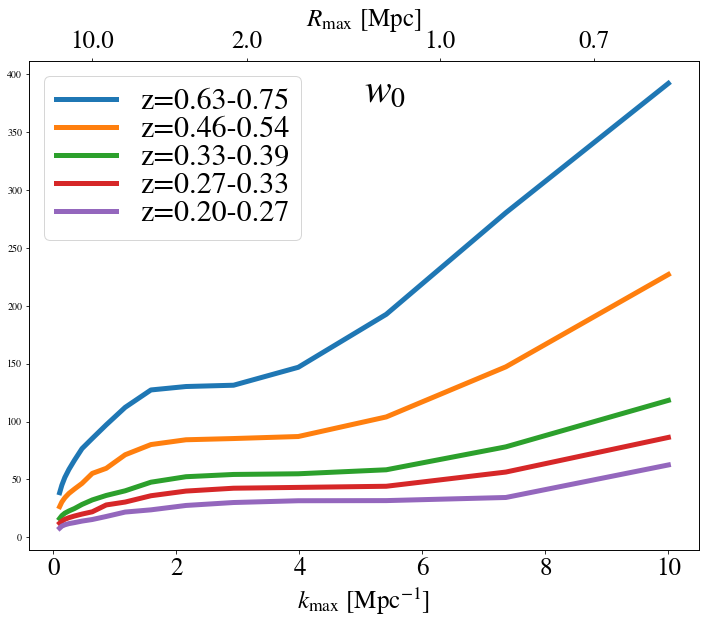 R_max [Mpc]
10.0 2.0 1.0 0.7
w_0
z=0.63-0.75
z=0.46-0.54
z=0.33-0.39
z=0.27-0.33
z=0.20-0.27
400
350
300
250
200
150
100
50
0
0 2 4 6 8 10
k_max [Mpc⁻¹]